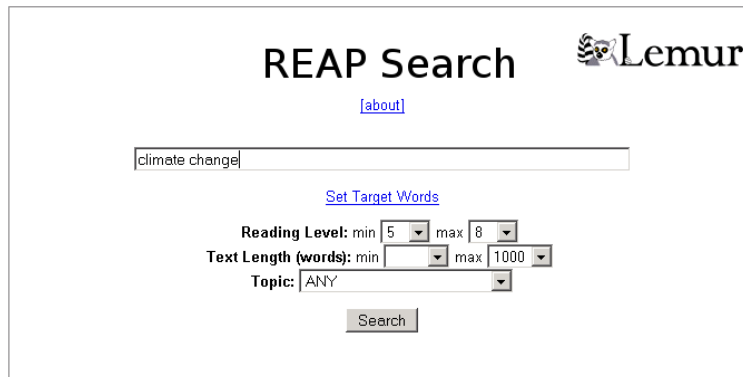 REAP Search
Lemur
[about]
climate change
Set Target Words
Reading Level: min 5 max 8
Text Length (words): min max 1000
Topic: ANY
Search